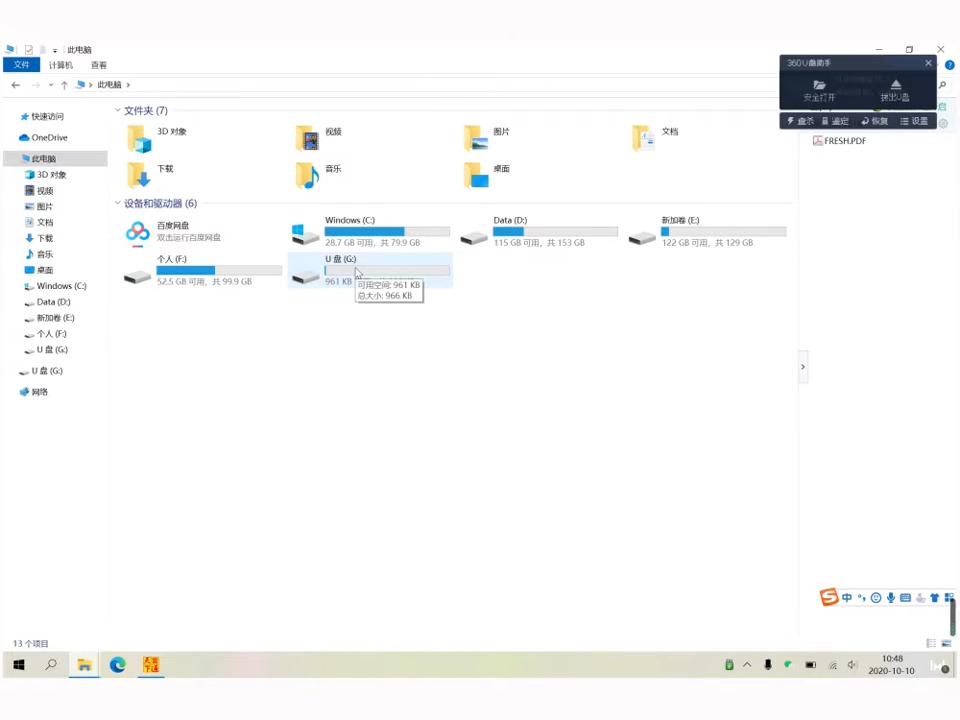 此电脑
文件 计算机 查看
此电脑
快速访问
OneDrive
此电脑
3D 对象
视频
图片
文档
下载
音乐
桌面
Windows (C:)
Data (D:)
新加卷 (E:)
个人 (F:)
U 盘 (G:)
U 盘 (G:)
网络
文件夹 (7)
3D 对象
视频
图片
文档
下载
音乐
桌面
设备和驱动器 (6)
百度网盘
双击运行百度网盘
Windows (C:)
28.7 GB 可用，共 79.9 GB
Data (D:)
115 GB 可用，共 153 GB
新加卷 (E:)
122 GB 可用，共 129 GB
个人 (F:)
52.5 GB 可用，共 99.9 GB
U 盘 (G:)
961 KB
可用空间: 961 KB
总大小: 966 KB
360U盘助手
安全打开 拔出U盘
查杀 鉴定 恢复 设置
FRESH.PDF
中
13 个项目
10:48
2020-10-10